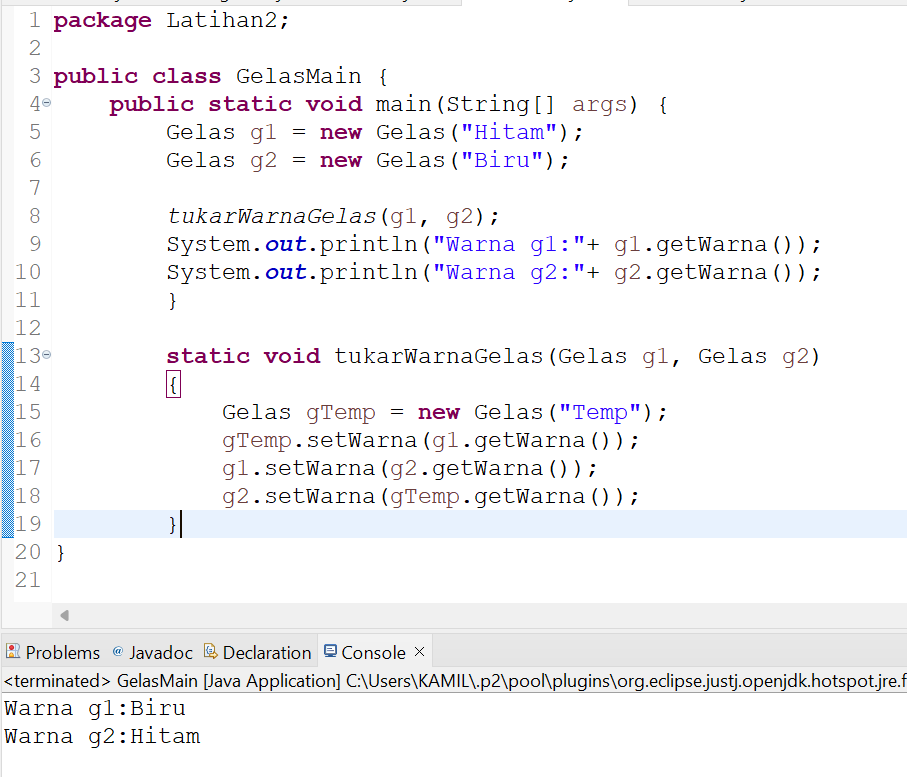 1 package Latihan2;
2
3 public class GelasMain {
4 public static void main(String[] args) {
5 Gelas g1 = new Gelas("Hitam");
6 Gelas g2 = new Gelas("Biru");
7
8 tukarWarnaGelas(g1, g2);
9 System.out.println("Warna g1:"+ g1.getWarna());
10 System.out.println("Warna g2:"+ g2.getWarna());
11 }
12
13 static void tukarWarnaGelas(Gelas g1, Gelas g2)
14 {
15 Gelas gTemp = new Gelas("Temp");
16 gTemp.setWarna(g1.getWarna());
17 g1.setWarna(g2.getWarna());
18 g2.setWarna(gTemp.getWarna());
19 }
20 }
21
Problems @ Javadoc Declaration Console ×
<terminated> GelasMain [Java Application] C:\Users\KAMIL\.p2\pool\plugins\org.eclipse.justj.openjdk.hotspot.jre.f
Warna g1:Biru
Warna g2:Hitam